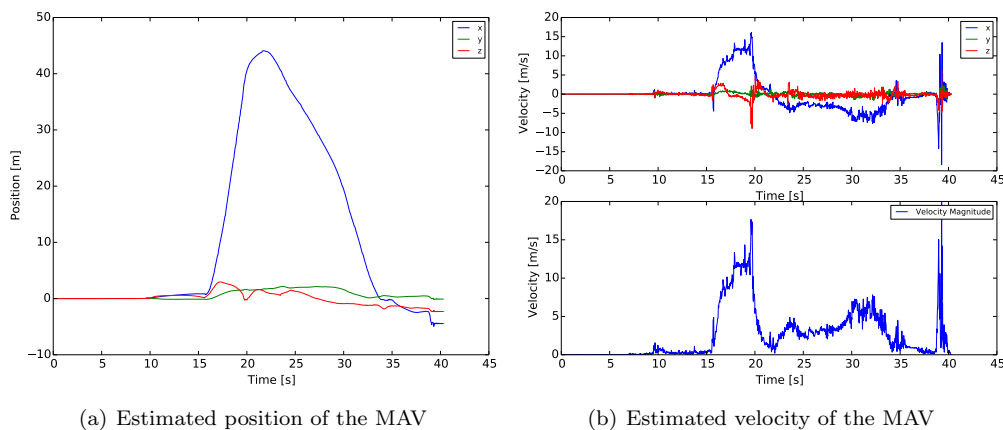 50
40
30
20
10
0
−10
0 5 10 15 20 25 30 35 40 45
Position [m]
Time [s]
x
y
z
(a) Estimated position of the MAV
20
15
10
5
0
−5
−10
−15
−20
0 5 10 15 20 25 30 35 40 45
Velocity [m/s]
Time [s]
x
y
z
20
15
10
5
0
0 5 10 15 20 25 30 35 40 45
Velocity [m/s]
Time [s]
Velocity Magnitude
(b) Estimated velocity of the MAV